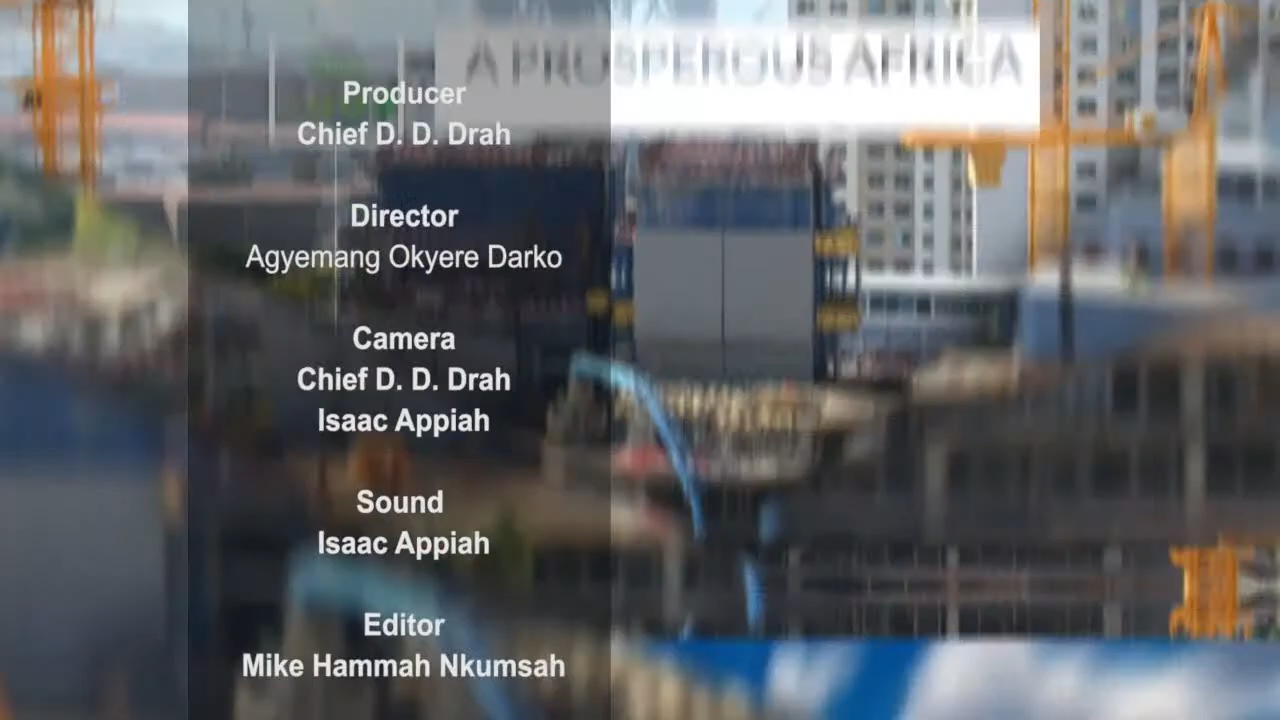 A PROSPEROUS AFRICA
Producer
Chief D. D. Drah
Director
Agyemang Okyere Darko
Camera
Chief D. D. Drah
Isaac Appiah
Sound
Isaac Appiah
Editor
Mike Hammah Nkumsah